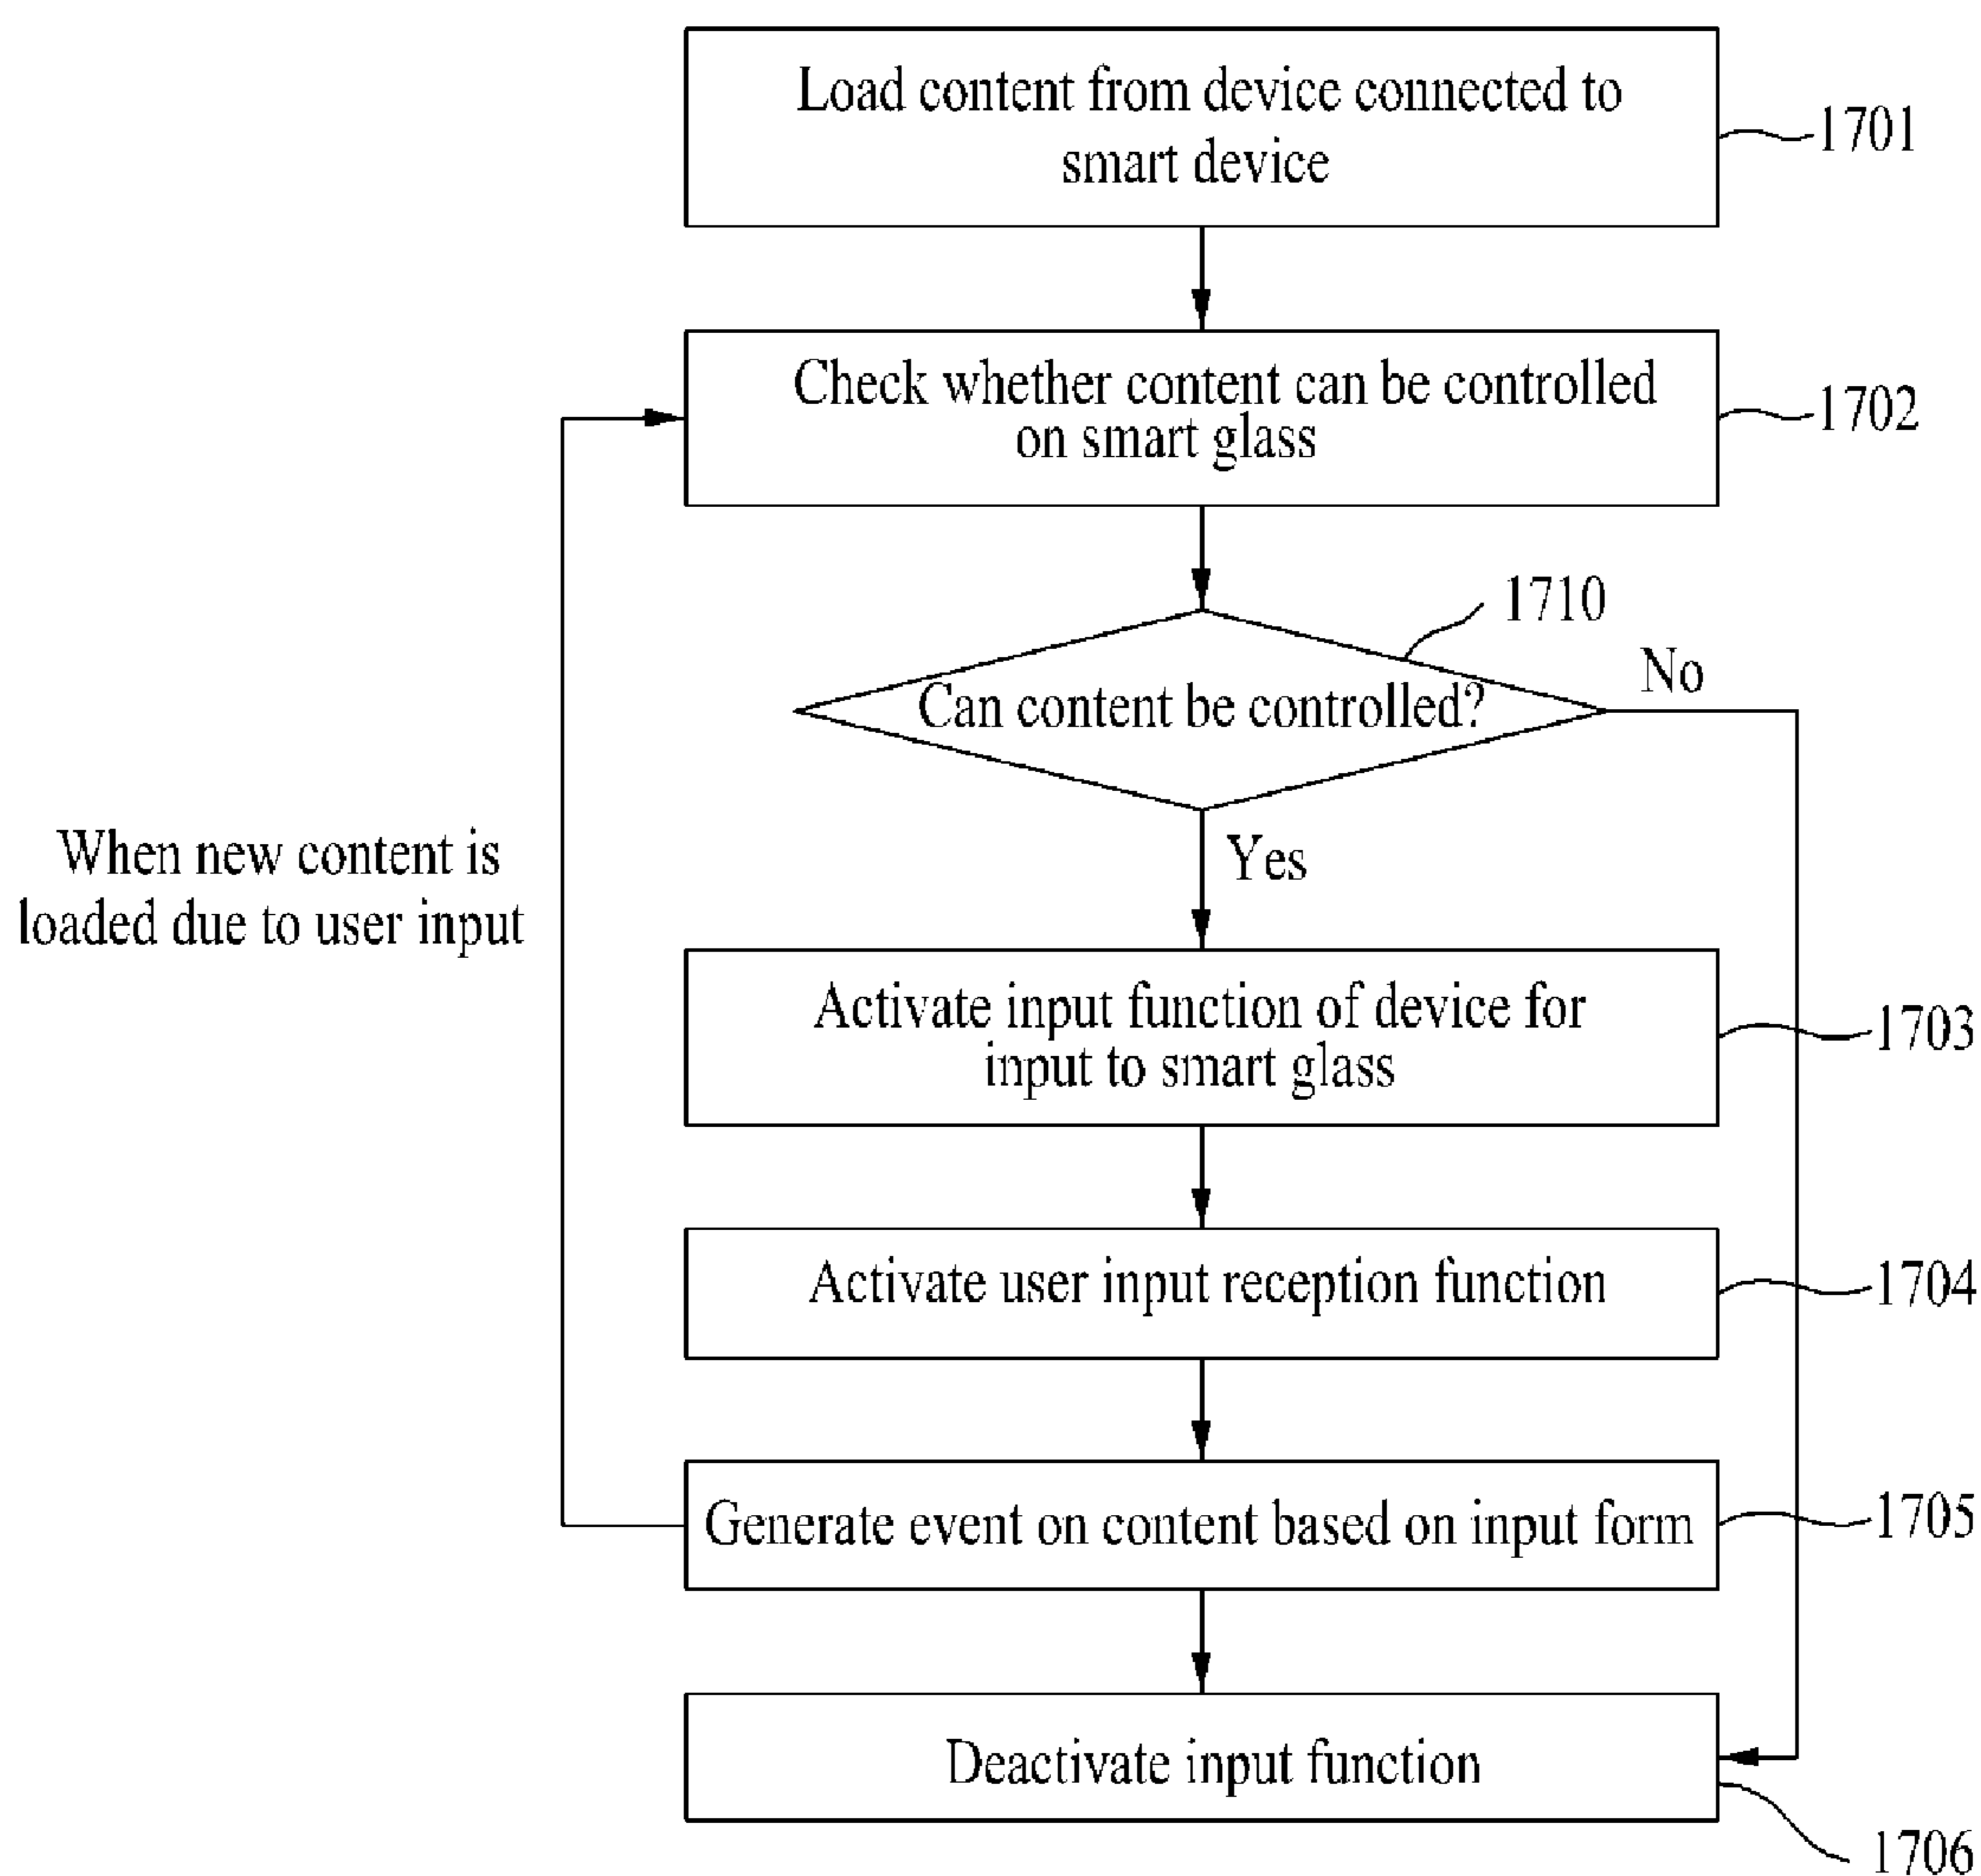 Load content from device connected to
smart device
1701
Check whether content can be controlled
on smart glass
1702
1710
Can content be controlled?
No
Yes
When new content is
loaded due to user input
Activate input function of device for
input to smart glass
1703
Activate user input reception function
1704
Generate event on content based on input form
1705
Deactivate input function
1706